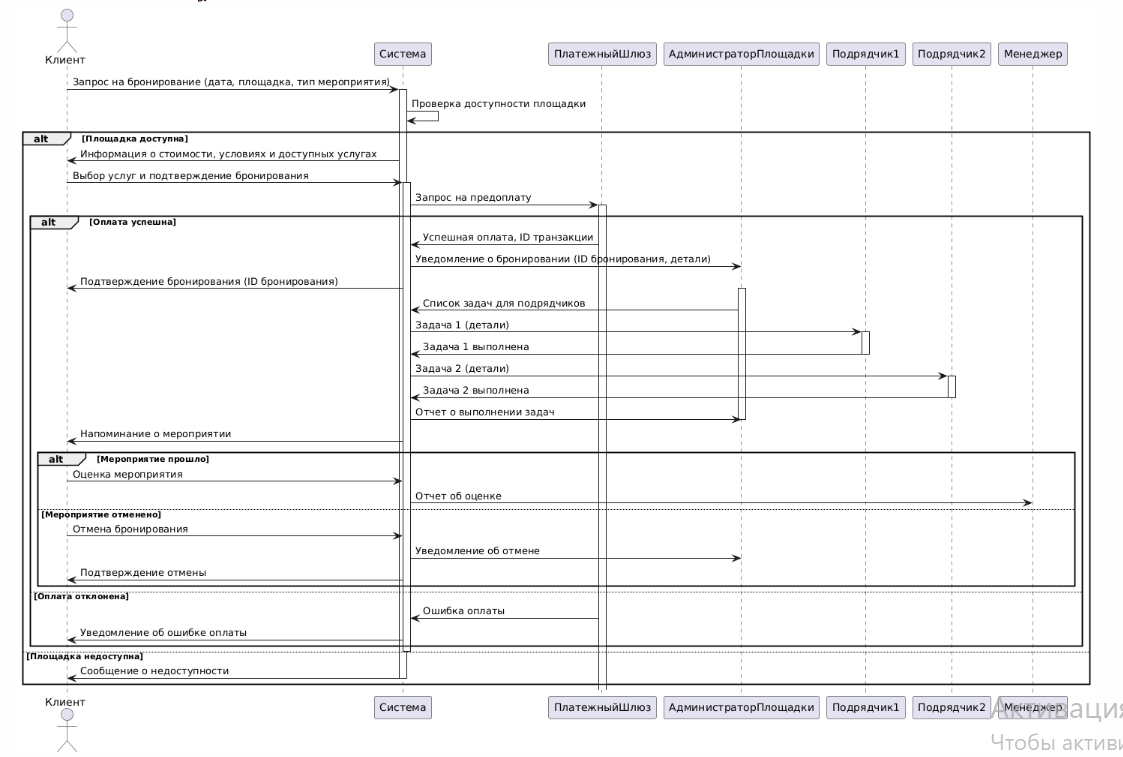 Клиент
Система
ПлатежныйШлюз
АдминистраторПлощадки
Подрядчик1
Подрядчик2
Менеджер
Запрос на бронирование (дата, площадка, тип мероприятия)
Проверка доступности площадки
alt [Площадка доступна]
Информация о стоимости, условиях и доступных услугах
Выбор услуг и подтверждение бронирования
Запрос на предоплату
alt [Оплата успешна]
Успешная оплата, ID транзакции
Уведомление о бронировании (ID бронирования, детали)
Подтверждение бронирования (ID бронирования)
Список задач для подрядчиков
Задача 1 (детали)
Задача 1 выполнена
Задача 2 (детали)
Задача 2 выполнена
Отчет о выполнении задач
Напоминание о мероприятии
alt [Мероприятие прошло]
Оценка мероприятия
Отчет об оценке
[Мероприятие отменено]
Отмена бронирования
Уведомление об отмене
Подтверждение отмены
[Оплата отклонена]
Ошибка оплаты
Уведомление об ошибке оплаты
[Площадка недоступна]
Сообщение о недоступности
Клиент
Система
ПлатежныйШлюз
АдминистраторПлощадки
Подрядчик1
Подрядчик2
Менеджер
Активация
Чтобы активи